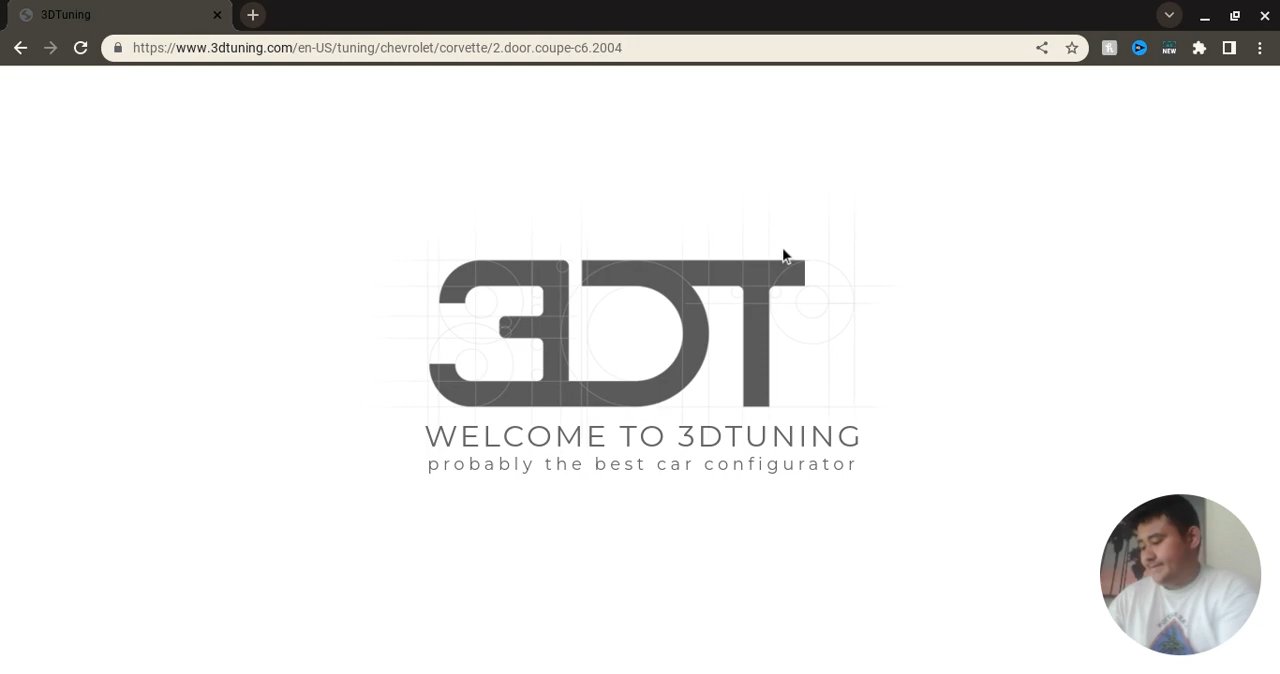 3DTuning
https://www.3dtuning.com/en-US/tuning/chevrolet/corvette/2.door.coupe-c6.2004
NEW
3DT
WELCOME TO 3DTUNING
probably the best car configurator